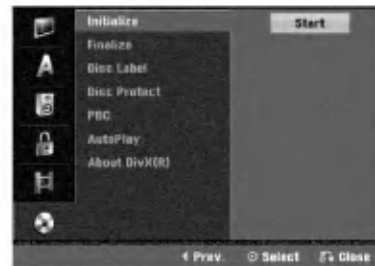 Initialize
Start
Finalize
Disc Label
Disc Protect
PBC
AutoPlay
About DivX(R)
A
Prev.
Select
Close